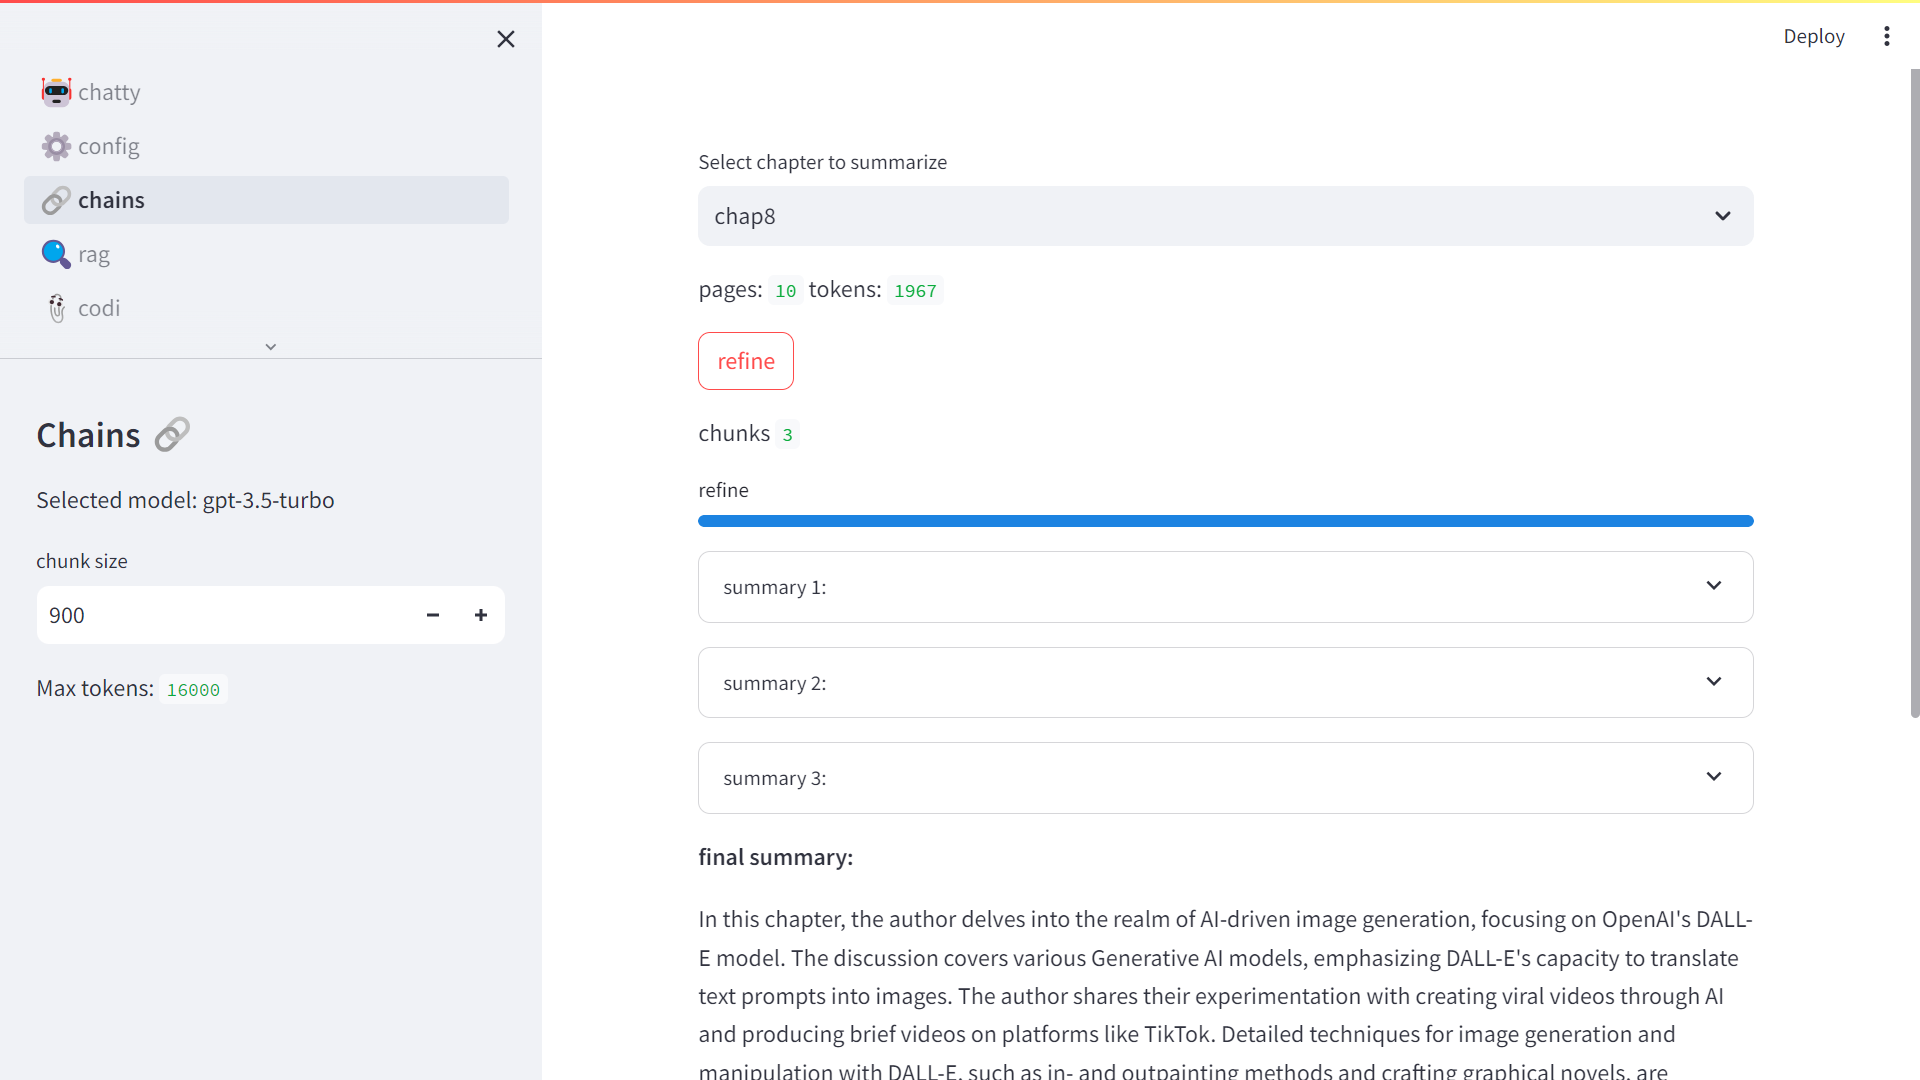 chatty
config
chains
rag
codi
Chains
Selected model: gpt-3.5-turbo
chunk size
900
Max tokens: 16000
Deploy
Select chapter to summarize
chap8
pages: 10 tokens: 1967
refine
chunks 3
refine
summary 1:
summary 2:
summary 3:
final summary:
In this chapter, the author delves into the realm of AI-driven image generation, focusing on OpenAI's DALL-
E model. The discussion covers various Generative AI models, emphasizing DALL-E's capacity to translate
text prompts into images. The author shares their experimentation with creating viral videos through AI
and producing brief videos on platforms like TikTok. Detailed techniques for image generation and
manipulation with DALL-E, such as in- and outpainting methods and crafting graphical novels, are